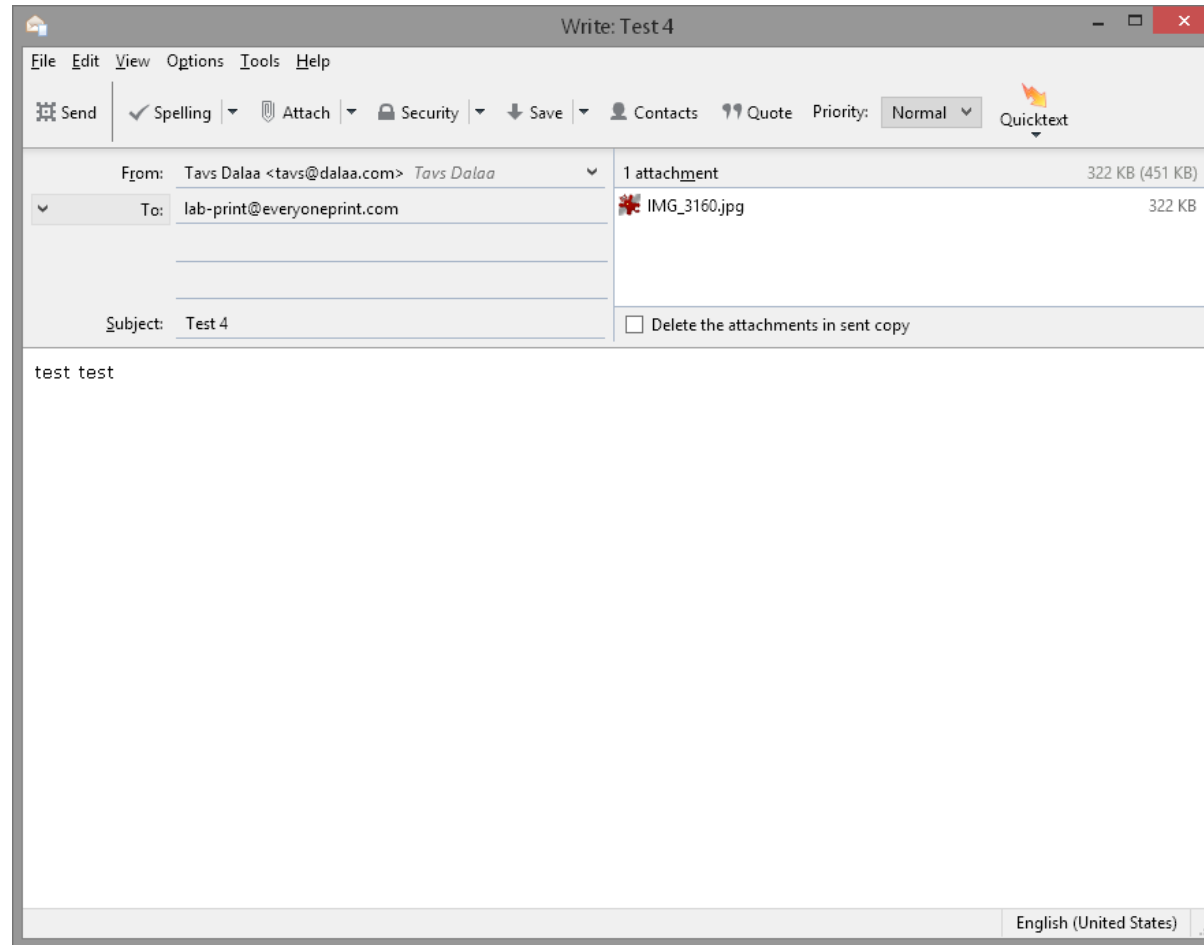 Write: Test 4
File Edit View Options Tools Help
Send Spelling Attach Security Save Contacts Quote Priority: Normal Quicktext
From: Tavs Dalaa <tavs@dalaa.com> Tavs Dalaa
To: lab-print@everyoneprint.com
Subject: Test 4
1 attachment 322 KB (451 KB)
IMG_3160.jpg 322 KB
Delete the attachments in sent copy
test test
English (United States)